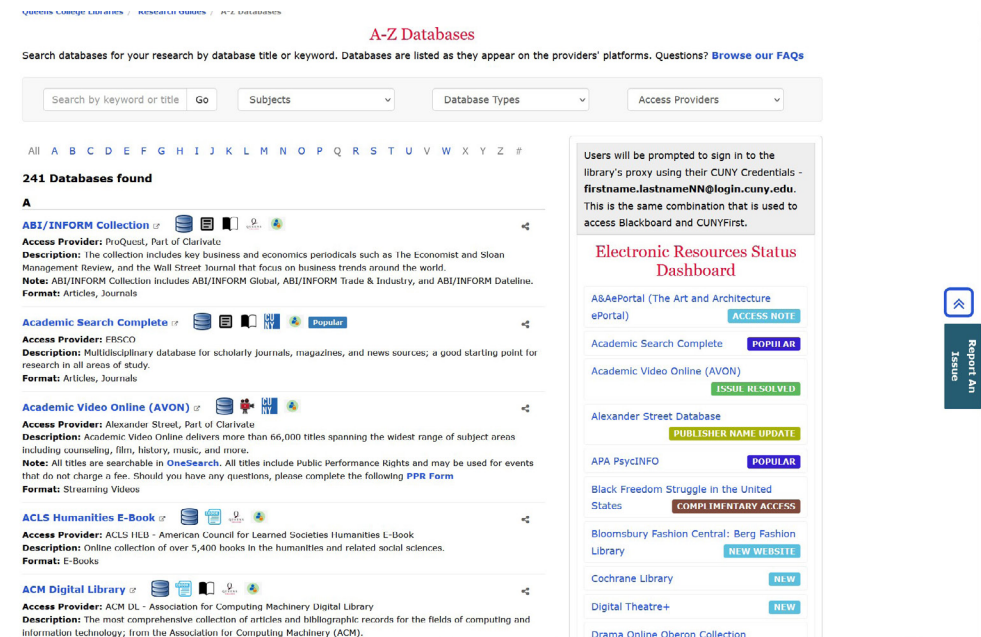 Queens College Libraries / Research Guides / A-Z Databases
A-Z Databases
Search databases for your research by database title or keyword. Databases are listed as they appear on the providers' platforms. Questions? Browse our FAQs
Search by keyword or title Go Subjects Database Types Access Providers
All A B C D E F G H I J K L M N O P Q R S T U V W X Y Z #
241 Databases found
A
ABI/INFORM Collection
Access Provider: ProQuest, Part of Clarivate
Description: The collection includes key business and economics periodicals such as The Economist and Sloan
Management Review, and the Wall Street Journal that focus on business trends around the world.
Note: ABI/INFORM Collection includes ABI/INFORM Global, ABI/INFORM Trade & Industry, and ABI/INFORM Dateline.
Format: Articles, Journals
Academic Search Complete CUNY Popular
Access Provider: EBSCO
Description: Multidisciplinary database for scholarly journals, magazines, and news sources; a good starting point for
research in all areas of study.
Format: Articles, Journals
Academic Video Online (AVON) CUNY
Access Provider: Alexander Street, Part of Clarivate
Description: Academic Video Online delivers more than 66,000 titles spanning the widest range of subject areas
including counseling, film, history, music, and more.
Note: All titles are searchable in OneSearch. All titles include Public Performance Rights and may be used for events
that do not charge a fee. Should you have any questions, please complete the following PPR Form
Format: Streaming Videos
ACLS Humanities E-Book
Access Provider: ACLS HEB - American Council for Learned Societies Humanities E-Book
Description: Online collection of over 5,400 books in the humanities and related social sciences.
Format: E-Books
ACM Digital Library
Access Provider: ACM DL - Association for Computing Machinery Digital Library
Description: The most comprehensive collection of articles and bibliographic records for the fields of computing and
information technology; from the Association for Computing Machinery (ACM).
Users will be prompted to sign in to the
library's proxy using their CUNY Credentials -
firstname.lastnameNN@login.cuny.edu.
This is the same combination that is used to
access Blackboard and CUNYFirst.
Electronic Resources Status
Dashboard
A&AePortal (The Art and Architecture
ePortal) ACCESS NOTE
Academic Search Complete POPULAR
Academic Video Online (AVON)
ISSUE RESOLVED
Alexander Street Database
PUBLISHER NAME UPDATE
APA PsycINFO POPULAR
Black Freedom Struggle in the United
States COMPLIMENTARY ACCESS
Bloomsbury Fashion Central: Berg Fashion
Library NEW WEBSITE
Cochrane Library NEW
Digital Theatre+ NEW
Drama Online Oberon Collection
Report An
Issue